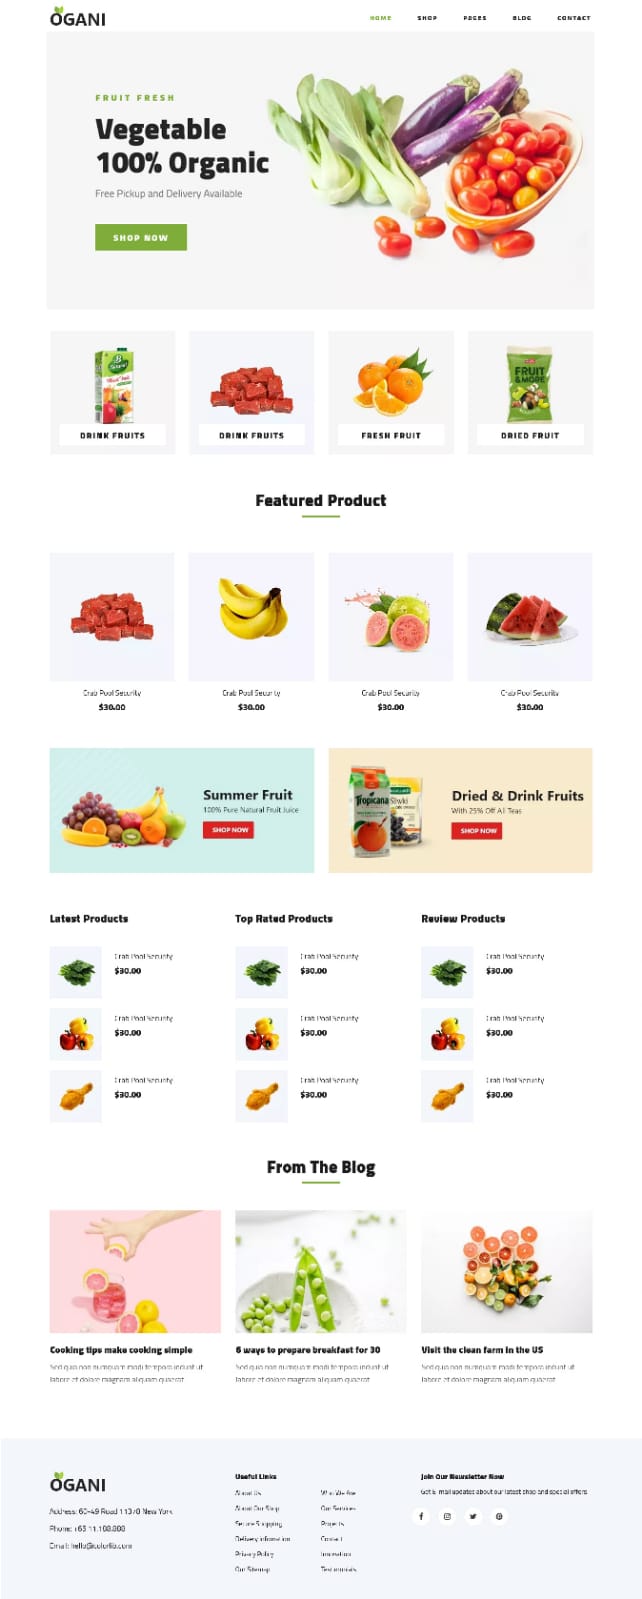 OGANI
HOME SHOP PAGES BLOG CONTACT
FRUIT FRESH
Vegetable
100% Organic
Free Pickup and Delivery Available
SHOP NOW
FRUIT
&MORE
DRINK FRUITS
DRINK FRUITS
FRESH FRUIT
DRIED FRUIT
Featured Product
Crab Pool Security
$30.00
Crab Pool Security
$30.00
Crab Pool Security
$30.00
Crab Pool Security
$30.00
Summer Fruit
100% Pure Natural Fruit Juice
SHOP NOW
Tropicana
Dried & Drink Fruits
With 25% Off All Teas
SHOP NOW
Latest Products
Crab Pool Security
$30.00
Crab Pool Security
$30.00
Crab Pool Security
$30.00
Top Rated Products
Crab Pool Security
$30.00
Crab Pool Security
$30.00
Crab Pool Security
$30.00
Review Products
Crab Pool Security
$30.00
Crab Pool Security
$30.00
Crab Pool Security
$30.00
From The Blog
Cooking tips make cooking simple
Sed quia non numquam modi tempora indunt ut
labore et dolore magnam aliquam quaerat
6 ways to prepare breakfast for 30
Sed quia non numquam modi tempora indunt ut
labore et dolore magnam aliquam quaerat
Visit the clean farm in the US
Sed quia non numquam modi tempora indunt ut
labore et dolore magnam aliquam quaerat
OGANI
Address: 60-49 Road 11378 New York
Phone: +65 11.188.888
Email: hello@colorlib.com
Useful Links
About Us
About Our Shop
Secure Shopping
Delivery infomation
Privacy Policy
Our Sitemap
Who We Are
Our Services
Projects
Contact
Innovation
Testimonials
Join Our Newsletter Now
Get E-mail updates about our latest shop and special offers.